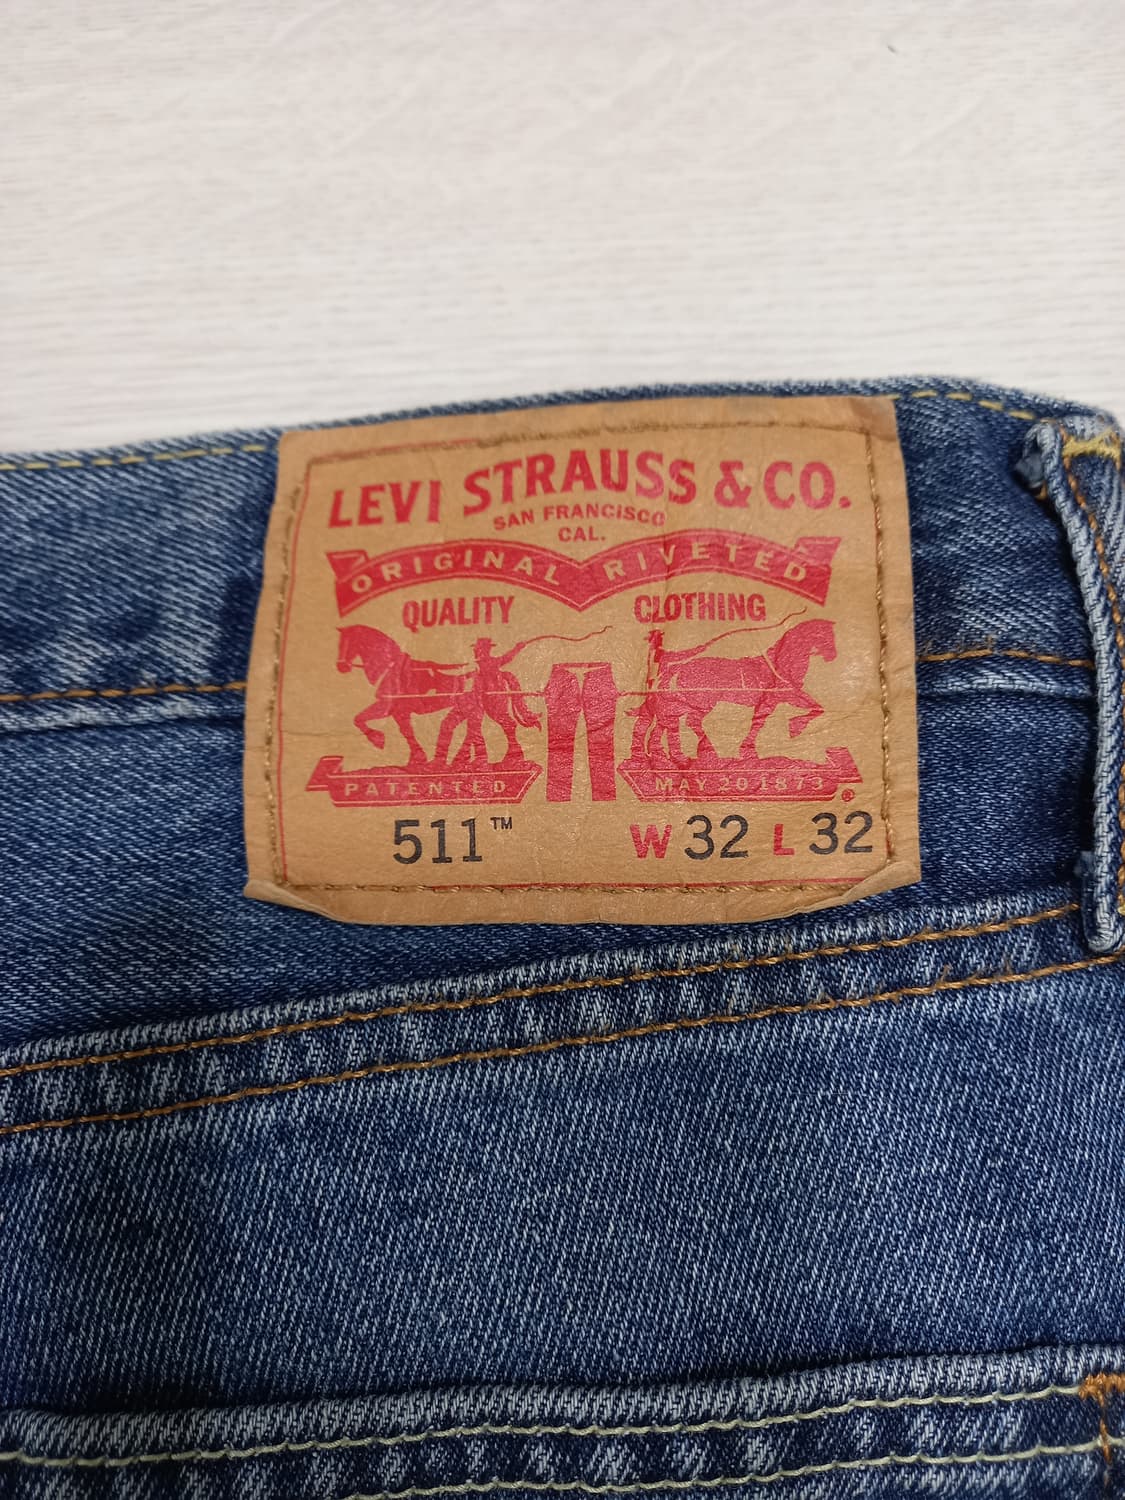 LEVI STRAUSS & CO.
SAN FRANCISCO
CAL.
ORIGINAL RIVETED
QUALITY CLOTHING
PATENTED MAY 20 1873 ®
511™ W 32 L 32